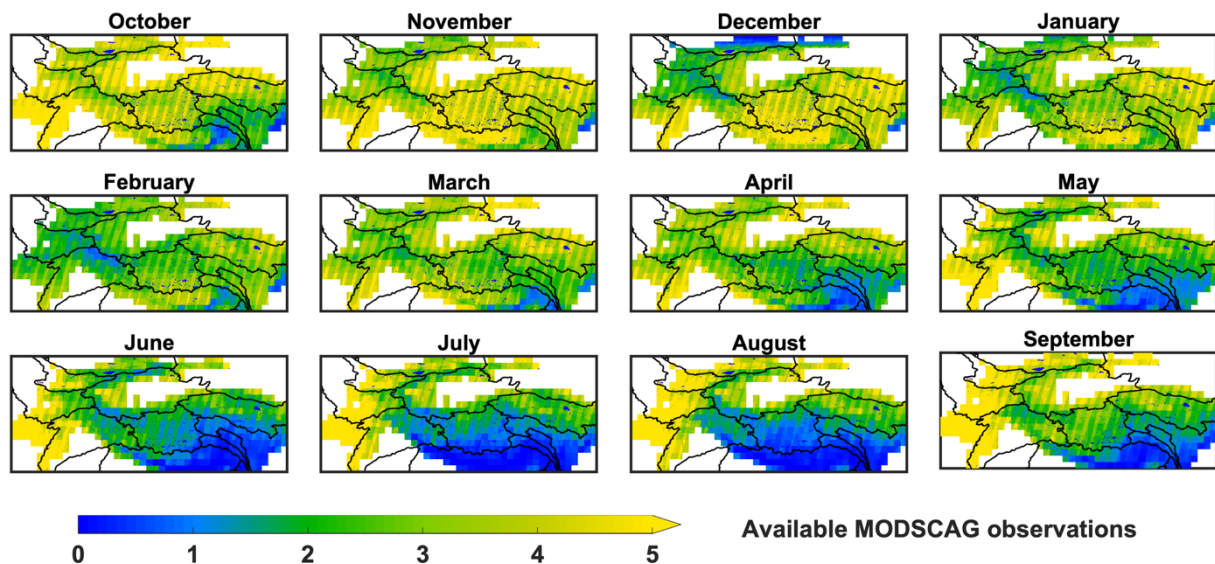 October November December January
February March April May
June July August September
Available MODSCAG observations
0 1 2 3 4 5